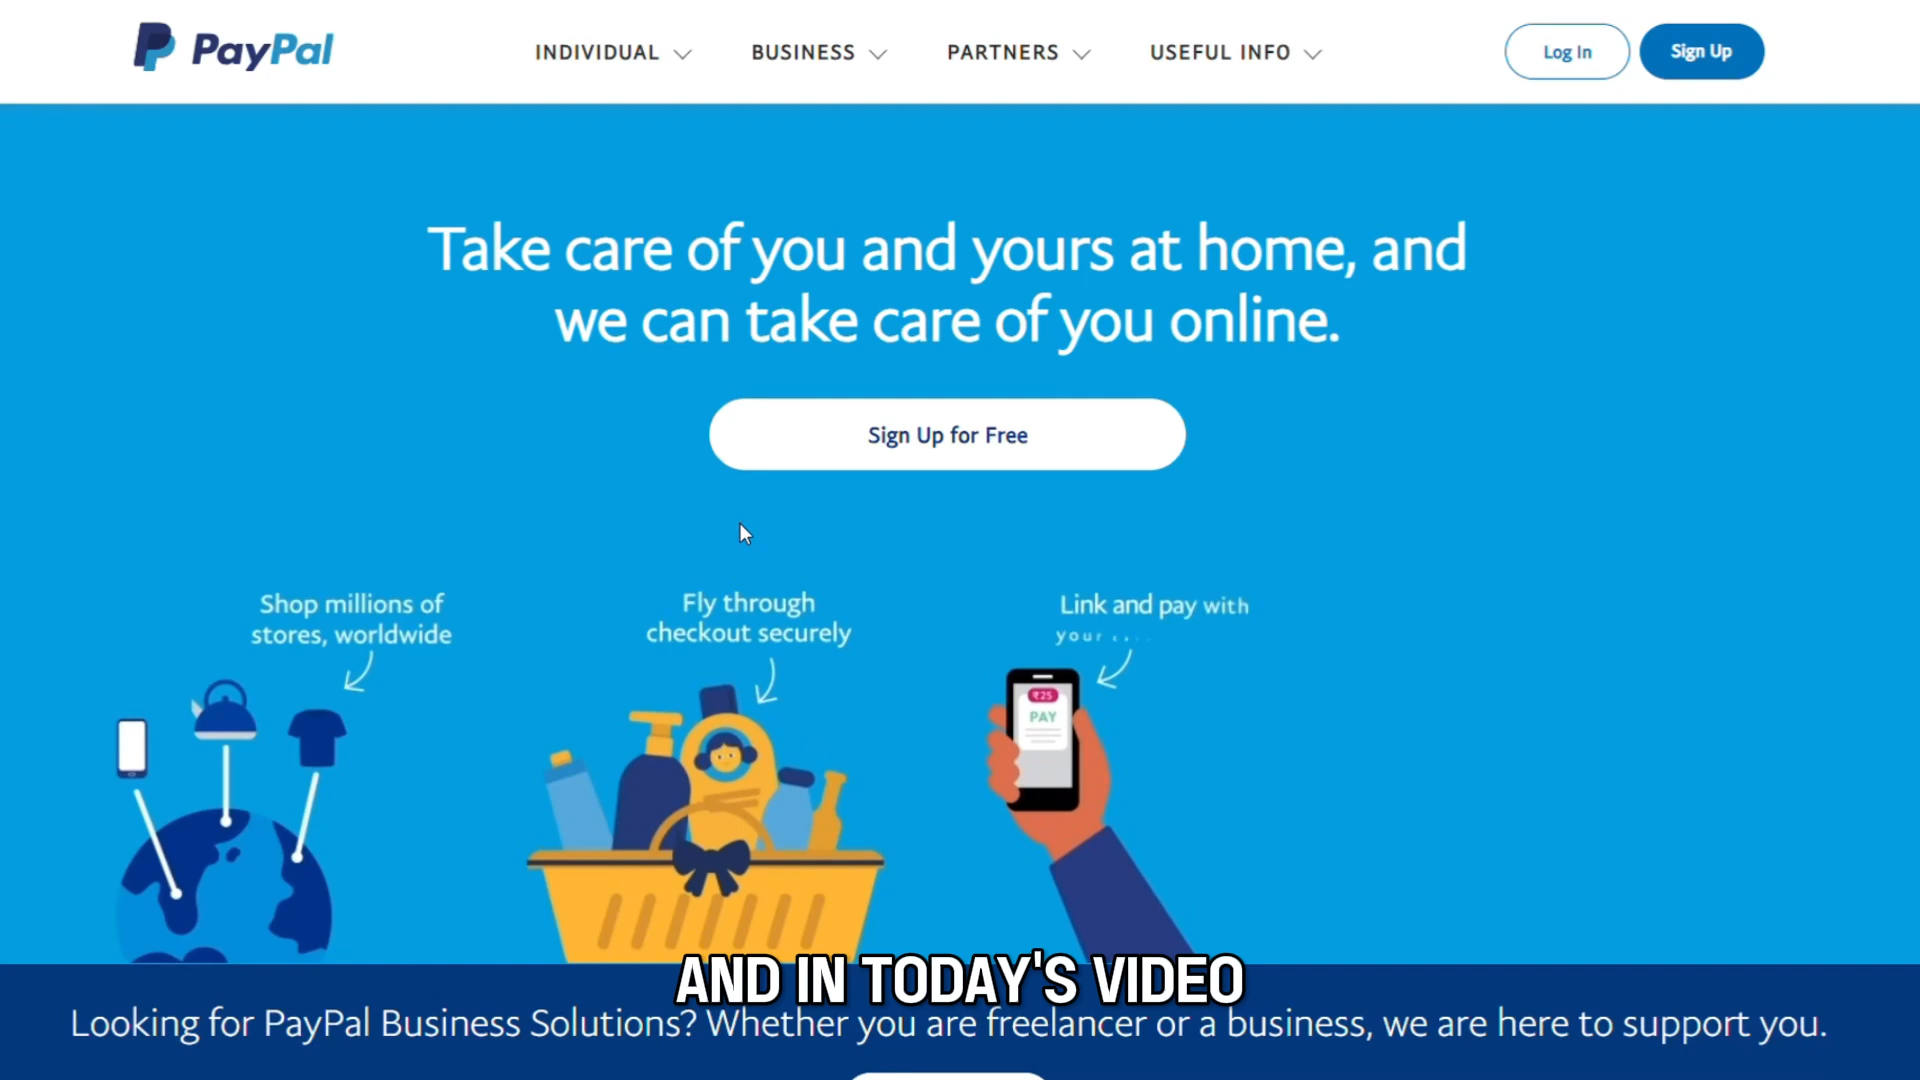 PayPal
INDIVIDUAL
BUSINESS
PARTNERS
USEFUL INFO
Log In
Sign Up
Take care of you and yours at home, and
we can take care of you online.
Sign Up for Free
Shop millions of
stores, worldwide
Fly through
checkout securely
Link and pay with
your
₹25
PAY
AND IN TODAY'S VIDEO
Looking for PayPal Business Solutions? Whether you are freelancer or a business, we are here to support you.